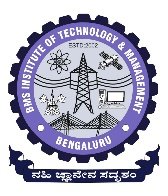 BMS INSTITUTE OF TECHNOLOGY & MANAGEMENT
ESTD:2002
BENGALURU
ನಹಿ ಜ್ಞಾನೇನ ಸದೃಶಂ